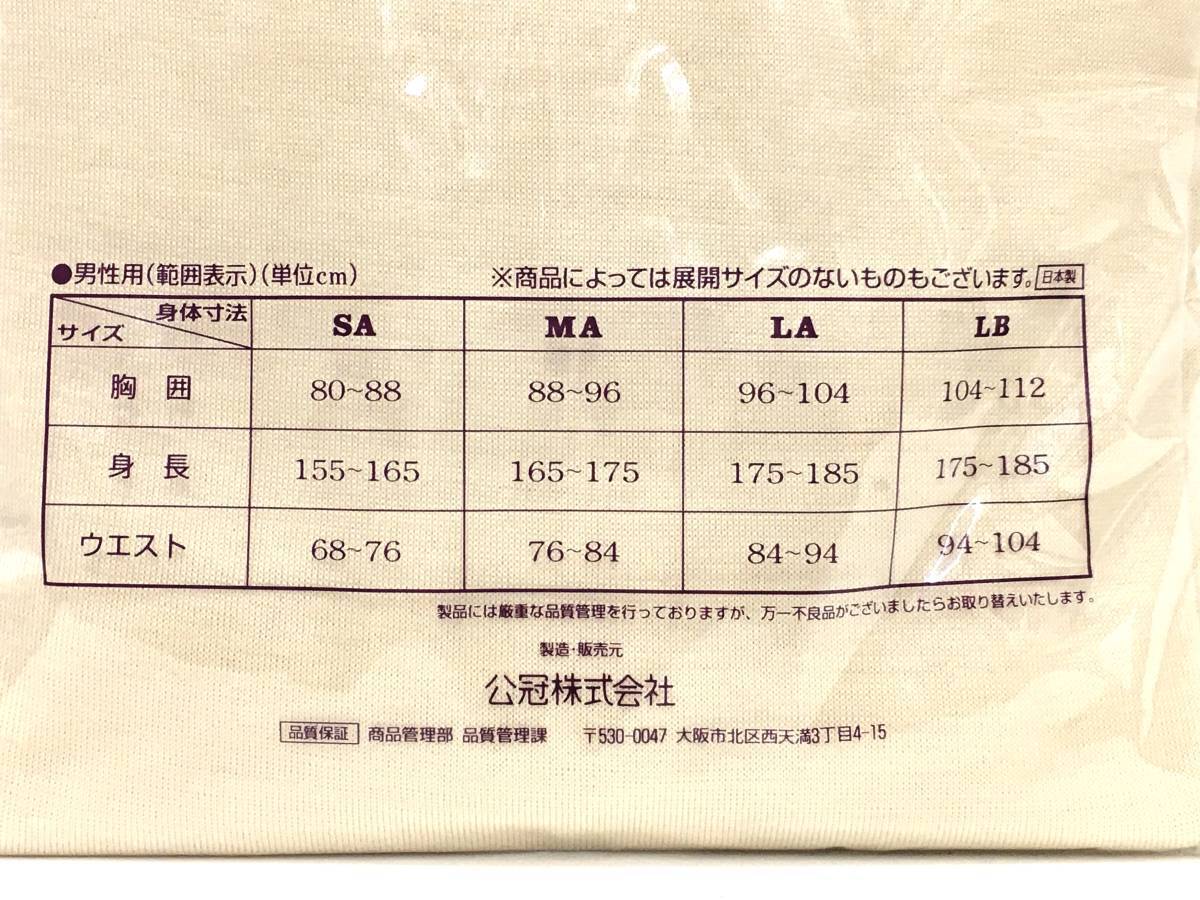 ●男性用(範囲表示)(単位cm) ※商品によっては展開サイズのないものもございます。 日本製
身体寸法
サイズ SA MA LA LB
胸囲 80~88 88~96 96~104 104~112
身長 155~165 165~175 175~185 175~185
ウエスト 68~76 76~84 84~94 94~104
製品には厳重な品質管理を行っておりますが、万一不良品がございましたらお取り替えいたします。
製造・販売元
公冠株式会社
品質保証 商品管理部 品質管理課 〒530-0047 大阪市北区西天満3丁目4-15